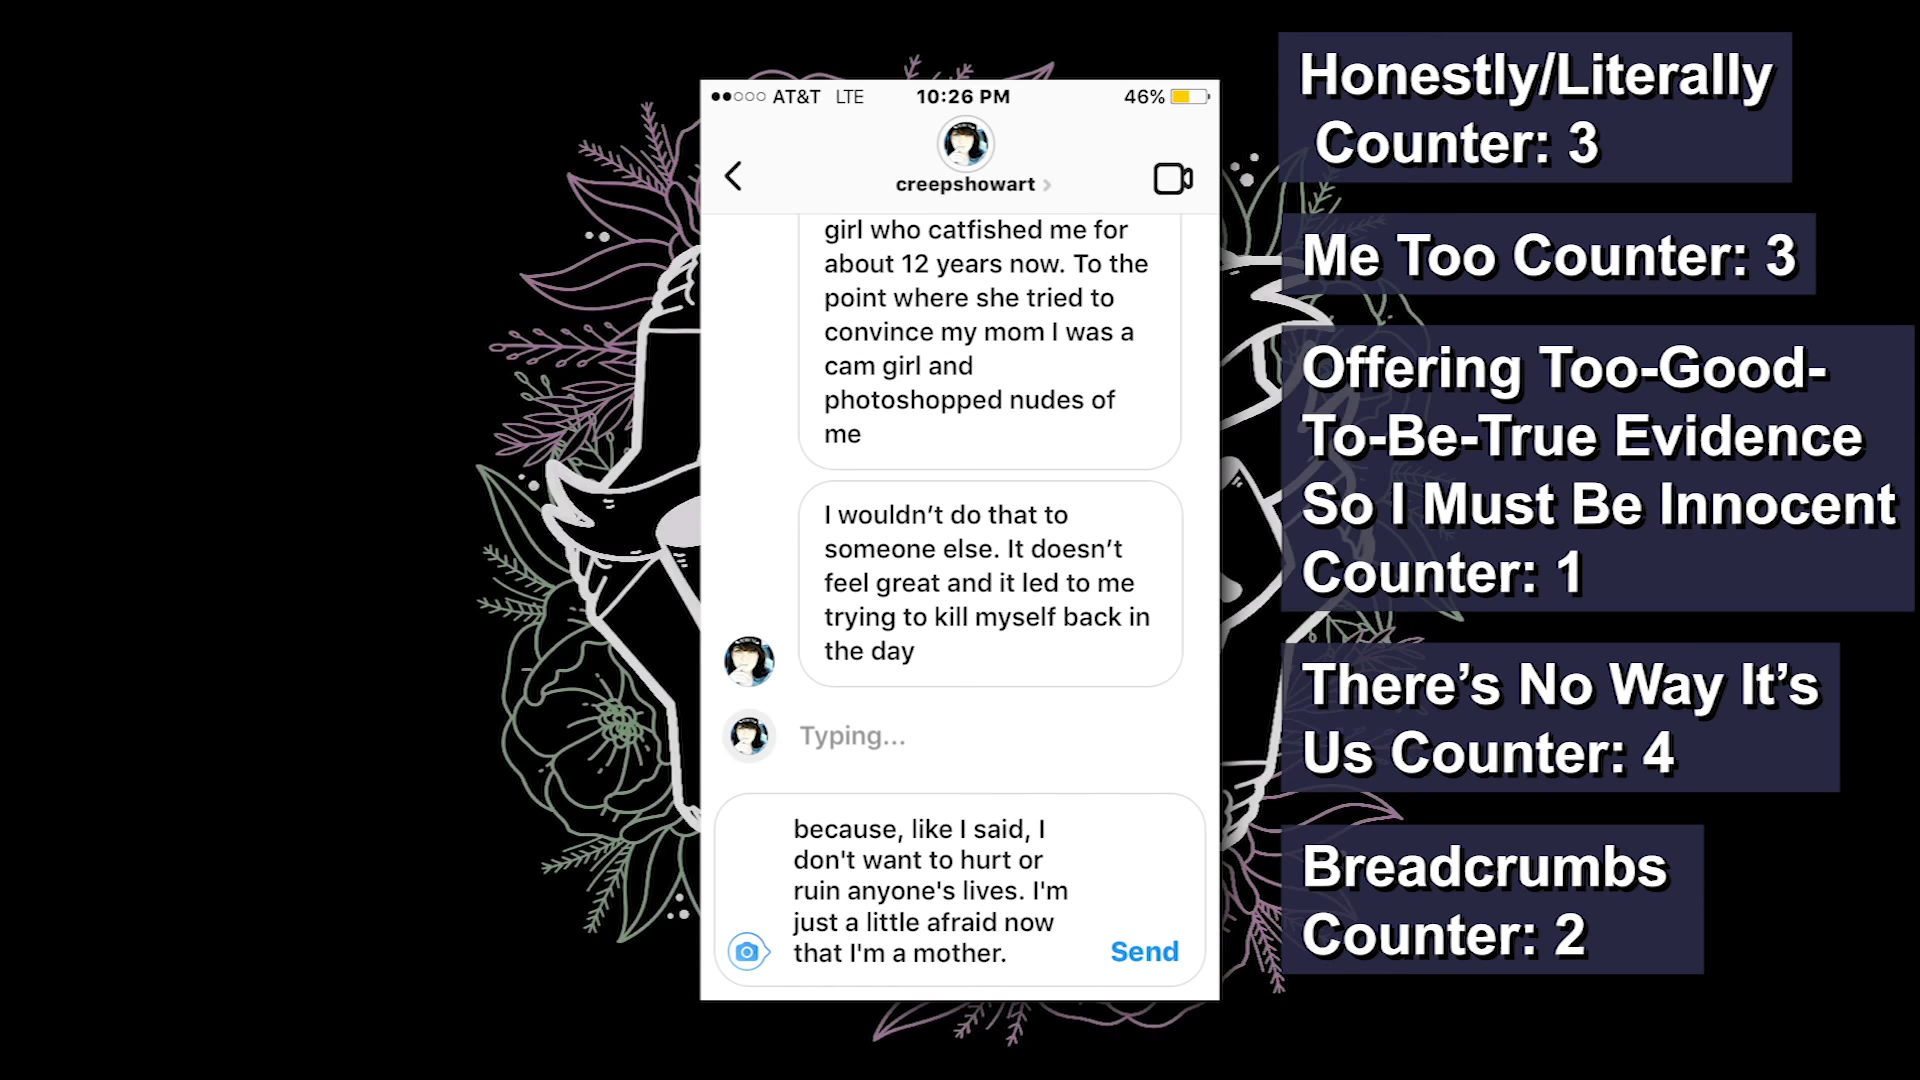 AT&T LTE 10:26 PM 46%
creepshowart
girl who catfished me for
about 12 years now. To the
point where she tried to
convince my mom I was a
cam girl and
photoshopped nudes of
me
I wouldn’t do that to
someone else. It doesn’t
feel great and it led to me
trying to kill myself back in
the day
Typing...
because, like I said, I
don't want to hurt or
ruin anyone's lives. I'm
just a little afraid now
that I'm a mother.
Send
Honestly/Literally
Counter: 3
Me Too Counter: 3
Offering Too-Good-
To-Be-True Evidence
So I Must Be Innocent
Counter: 1
There’s No Way It’s
Us Counter: 4
Breadcrumbs
Counter: 2